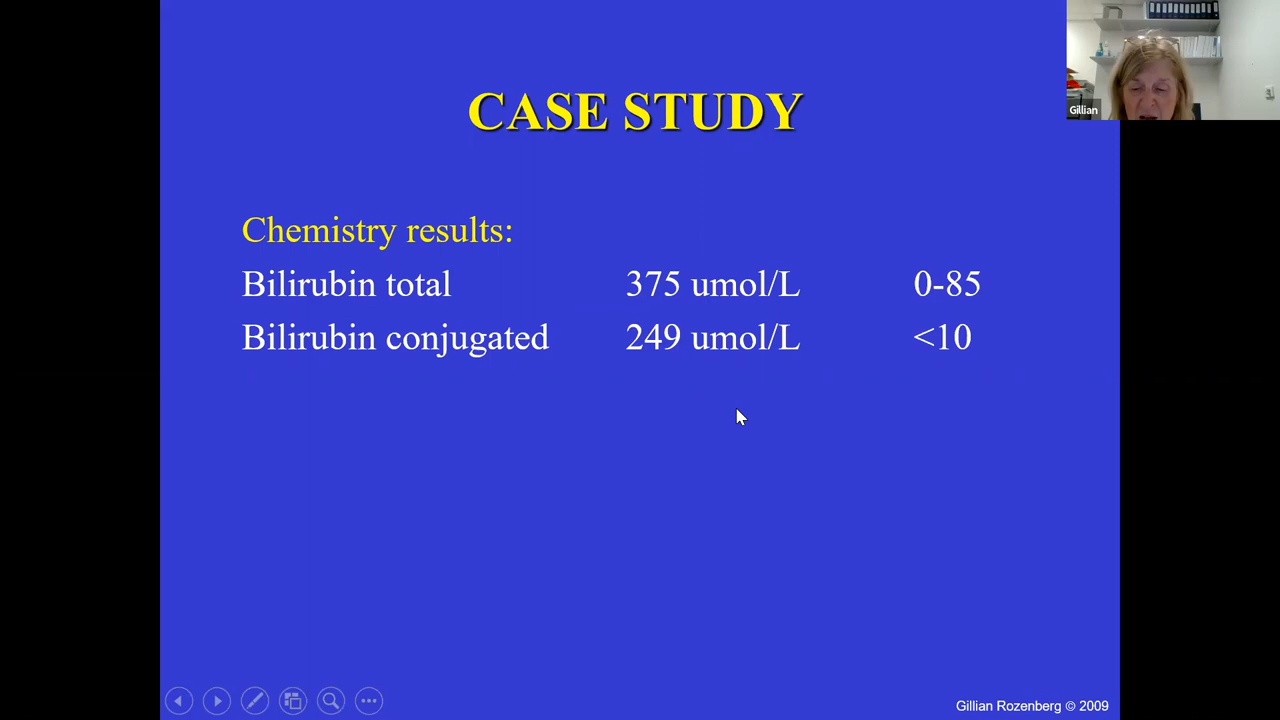 CASE STUDY
Gillian
Chemistry results:
Bilirubin total 375 umol/L 0-85
Bilirubin conjugated 249 umol/L <10
Gillian Rozenberg © 2009